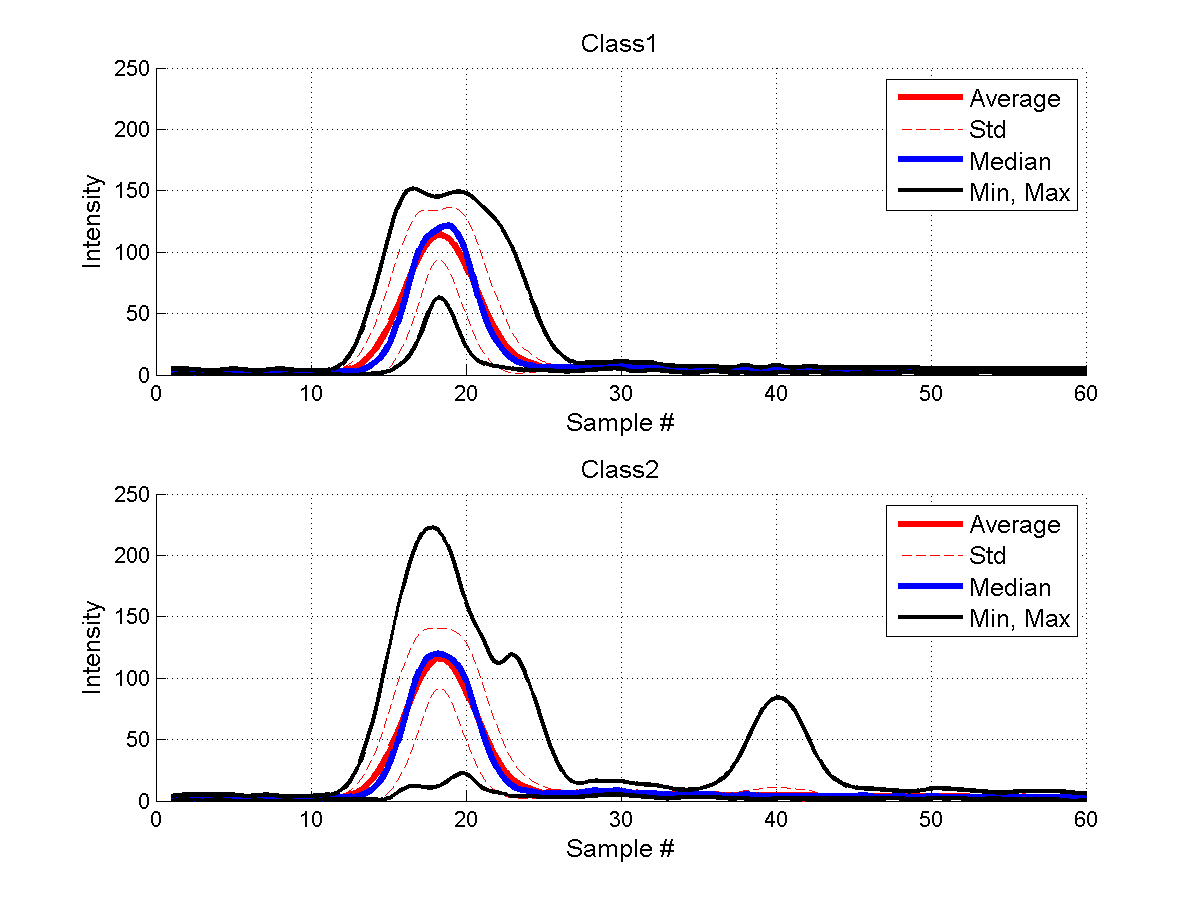 Class1
250
200
150
100
50
0
Intensity
0 10 20 30 40 50 60
Sample #
Average
Std
Median
Min, Max
Class2
250
200
150
100
50
0
Intensity
0 10 20 30 40 50 60
Sample #
Average
Std
Median
Min, Max